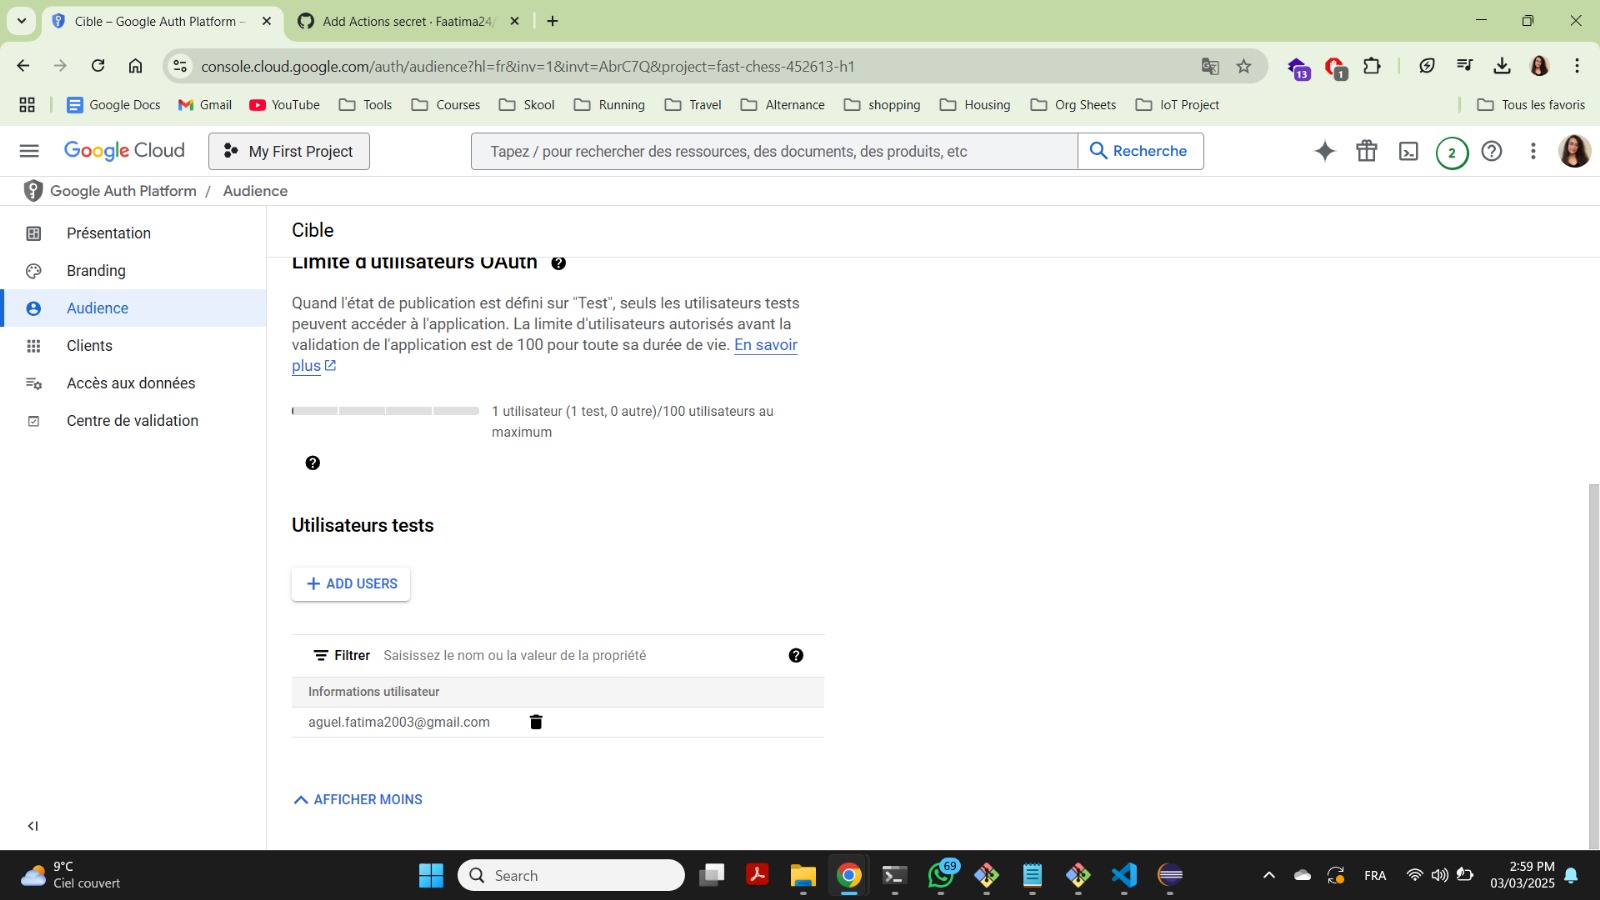 Cible – Google Auth Platform –
Add Actions secret · Faatima24/
console.cloud.google.com/auth/audience?hl=fr&inv=1&invt=AbrC7Q&project=fast-chess-452613-h1
13
1
Google Docs
Gmail
YouTube
Tools
Courses
Skool
Running
Travel
Alternance
shopping
Housing
Org Sheets
IoT Project
Tous les favoris
Google Cloud
My First Project
Tapez / pour rechercher des ressources, des documents, des produits, etc
Recherche
2
Google Auth Platform / Audience
Présentation
Branding
Audience
Clients
Accès aux données
Centre de validation
Cible
Limite d'utilisateurs OAuth
Quand l'état de publication est défini sur "Test", seuls les utilisateurs tests
peuvent accéder à l'application. La limite d'utilisateurs autorisés avant la
validation de l'application est de 100 pour toute sa durée de vie. En savoir
plus
1 utilisateur (1 test, 0 autre)/100 utilisateurs au
maximum
Utilisateurs tests
+ ADD USERS
Filtrer Saisissez le nom ou la valeur de la propriété
Informations utilisateur
aguel.fatima2003@gmail.com
AFFICHER MOINS
9°C
Ciel couvert
Search
69
FRA
2:59 PM
03/03/2025